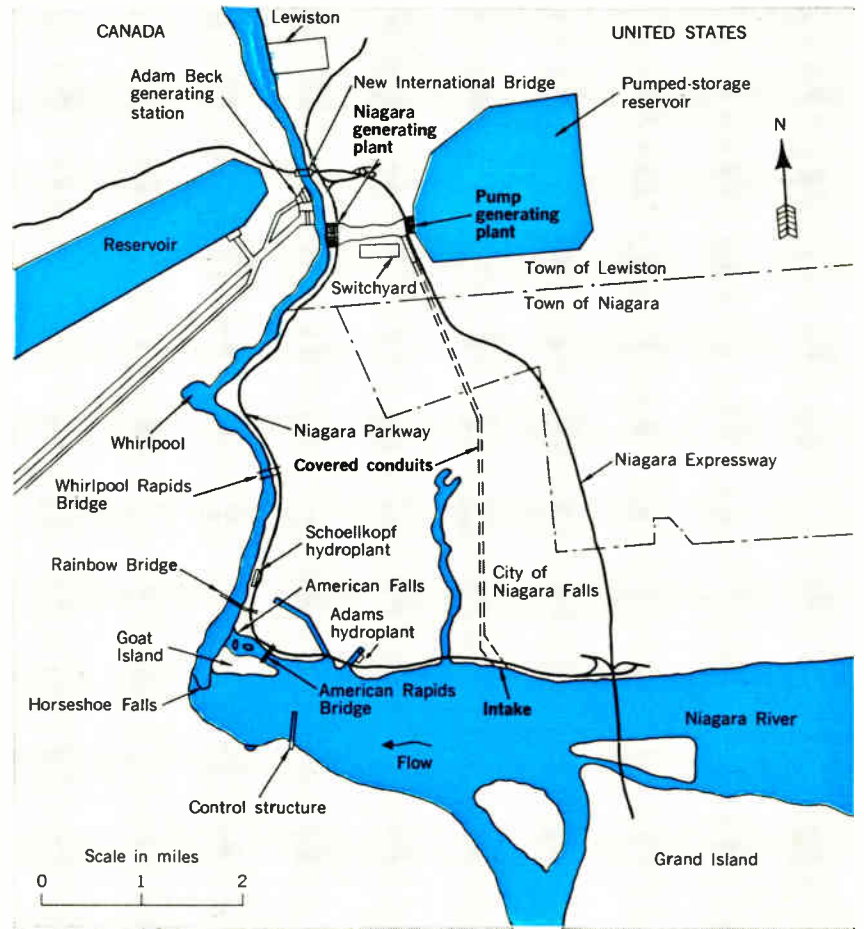 CANADA
Lewiston
UNITED STATES
Adam Beck
generating
station
New International Bridge
Pumped-storage
reservoir
Niagara
generating
plant
N
Pump
generating
plant
Reservoir
Switchyard
Town of Lewiston
Town of Niagara
Whirlpool
Niagara Parkway
Covered conduits
Niagara Expressway
Whirlpool Rapids
Bridge
Schoellkopf
hydroplant
Rainbow Bridge
American Falls
City of
Niagara Falls
Adams
hydroplant
Goat
Island
Horseshoe Falls
American Rapids
Bridge
Intake
Niagara River
Flow
Control structure
Scale in miles
0 1 2
Grand Island